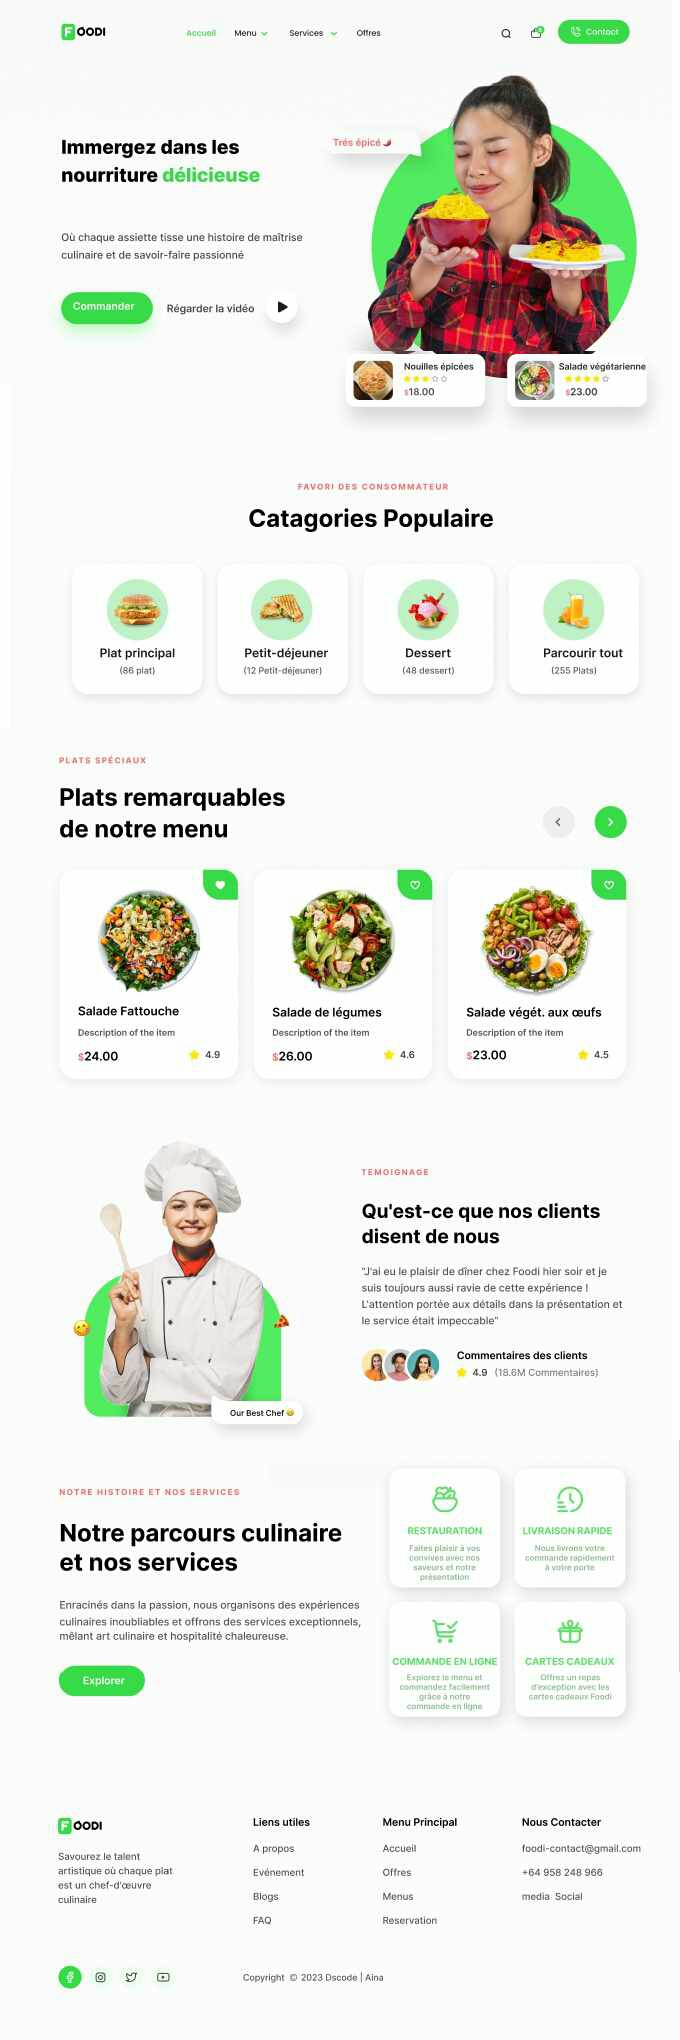 FOODI
Accueil Menu Services Offres
0
Contact
Immergez dans les
nourriture délicieuse
Trés épicé
Où chaque assiette tisse une histoire de maîtrise
culinaire et de savoir-faire passionné
Commander
Régarder la vidéo
Nouilles épicées
$18.00
Salade végétarienne
$23.00
FAVORI DES CONSOMMATEUR
Catagories Populaire
Plat principal
(86 plat)
Petit-déjeuner
(12 Petit-déjeuner)
Dessert
(48 dessert)
Parcourir tout
(255 Plats)
PLATS SPÉCIAUX
Plats remarquables
de notre menu
Salade Fattouche
Description of the item
$24.00 4.9
Salade de légumes
Description of the item
$26.00 4.6
Salade végét. aux œufs
Description of the item
$23.00 4.5
TEMOIGNAGE
Qu'est-ce que nos clients
disent de nous
“J'ai eu le plaisir de dîner chez Foodi hier soir et je
suis toujours aussi ravie de cette expérience !
L'attention portée aux détails dans la présentation et
le service était impeccable”
Commentaires des clients
4.9 (18.6M Commentaires)
Our Best Chef
NOTRE HISTOIRE ET NOS SERVICES
Notre parcours culinaire
et nos services
Enracinés dans la passion, nous organisons des expériences
culinaires inoubliables et offrons des services exceptionnels,
mêlant art culinaire et hospitalité chaleureuse.
Explorer
RESTAURATION
Faites plaisir à vos
convives avec nos
saveurs et notre
présentation
LIVRAISON RAPIDE
Nous livrons votre
commande rapidement
à votre porte
COMMANDE EN LIGNE
Explorez le menu et
commandez facilement
grâce à notre
commande en ligne
CARTES CADEAUX
Offrez un repas
d'exception avec les
cartes cadeaux Foodi
FOODI
Savourez le talent
artistique où chaque plat
est un chef-d'œuvre
culinaire
Liens utiles
A propos
Evénement
Blogs
FAQ
Menu Principal
Accueil
Offres
Menus
Reservation
Nous Contacter
foodi-contact@gmail.com
+64 958 248 966
media Social
Copyright © 2023 Dscode | Aina